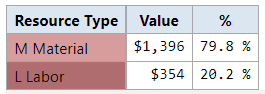 Resource Type Value %
M Material $1,396 79.8 %
L Labor $354 20.2 %